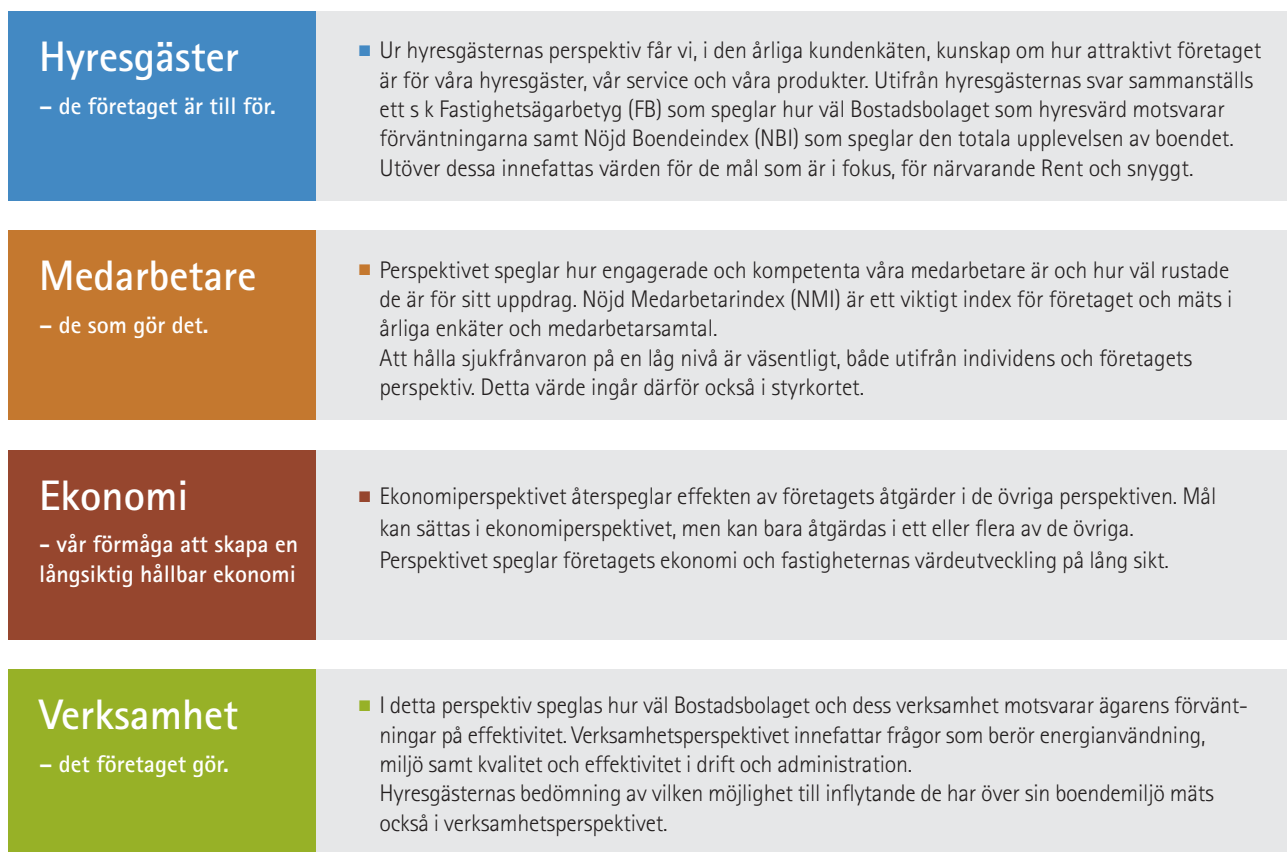 Hyresgäster
– de företaget är till för.
■ Ur hyresgästernas perspektiv får vi, i den årliga kundenkäten, kunskap om hur attraktivt företaget
är för våra hyresgäster, vår service och våra produkter. Utifrån hyresgästernas svar sammanställs
ett s k Fastighetsägarbetyg (FB) som speglar hur väl Bostadsbolaget som hyresvärd motsvarar
förväntningarna samt Nöjd Boendeindex (NBI) som speglar den totala upplevelsen av boendet.
Utöver dessa innefattas värden för de mål som är i fokus, för närvarande Rent och snyggt.
Medarbetare
– de som gör det.
■ Perspektivet speglar hur engagerade och kompetenta våra medarbetare är och hur väl rustade
de är för sitt uppdrag. Nöjd Medarbetarindex (NMI) är ett viktigt index för företaget och mäts i
årliga enkäter och medarbetarsamtal.
Att hålla sjukfrånvaron på en låg nivå är väsentligt, både utifrån individens och företagets
perspektiv. Detta värde ingår därför också i styrkortet.
Ekonomi
– vår förmåga att skapa en
långsiktig hållbar ekonomi
■ Ekonomiperspektivet återspeglar effekten av företagets åtgärder i de övriga perspektiven. Mål
kan sättas i ekonomiperspektivet, men kan bara åtgärdas i ett eller flera av de övriga.
Perspektivet speglar företagets ekonomi och fastigheternas värdeutveckling på lång sikt.
Verksamhet
– det företaget gör.
■ I detta perspektiv speglas hur väl Bostadsbolaget och dess verksamhet motsvarar ägarens förvänt-
ningar på effektivitet. Verksamhetsperspektivet innefattar frågor som berör energianvändning,
miljö samt kvalitet och effektivitet i drift och administration.
Hyresgästernas bedömning av vilken möjlighet till inflytande de har över sin boendemiljö mäts
också i verksamhetsperspektivet.